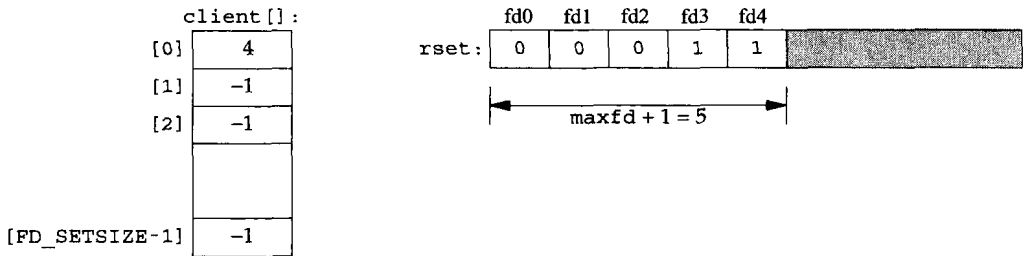 client[]:
[0] 4
[1] -1
[2] -1
[FD_SETSIZE-1] -1
fd0 fd1 fd2 fd3 fd4
rset: 0 0 0 1 1
maxfd + 1 = 5